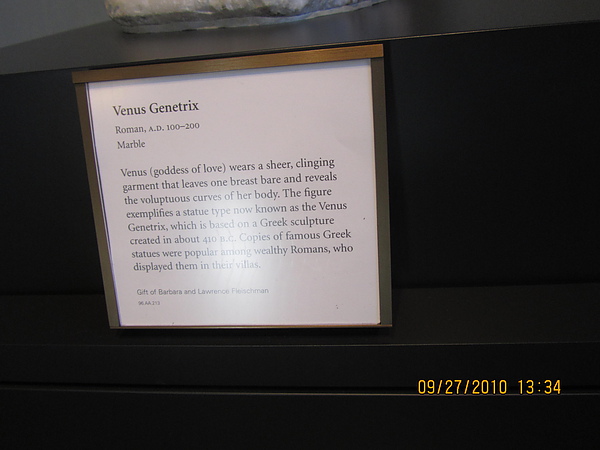 Venus Genetrix
Roman, A.D. 100–200
Marble
Venus (goddess of love) wears a sheer, clinging
garment that leaves one breast bare and reveals
the voluptuous curves of her body. The figure
exemplifies a statue type now known as the Venus
Genetrix, which is based on a Greek sculpture
created in about 410 B.C. Copies of famous Greek
statues were popular among wealthy Romans, who
displayed them in their villas.
Gift of Barbara and Lawrence Fleischman
09/27/2010 13:34